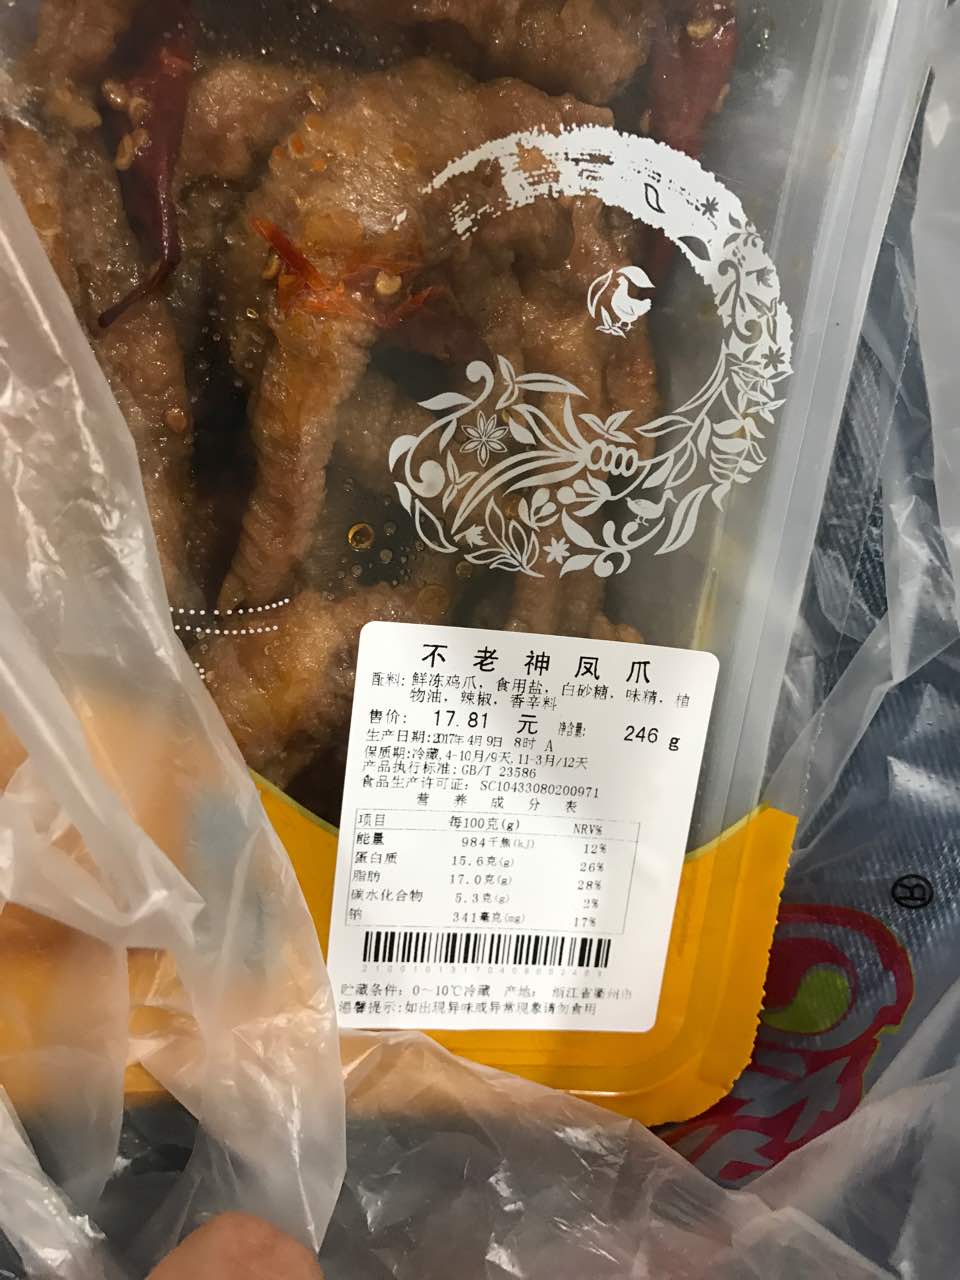 不老神凤爪
配料:鲜冻鸡爪,食用盐,白砂糖,味精,植
物油,辣椒,香辛料
售价: 17.81 元 净含量: 246 g
生产日期:2017年4月9日 8时 A
保质期:冷藏,4-10月/9天,11-3月/12天
产品执行标准:GB/T 23586
食品生产许可证: SC10433080200971
营养成分表
项目 每100克(g) NRV%
能量 984千焦(kJ) 12%
蛋白质 15.6克(g) 26%
脂肪 17.0克(g) 28%
碳水化合物 5.3克(g) 2%
钠 341毫克(mg) 17%
贮藏条件: 0~10℃冷藏 产地: 浙江省衢州市
温馨提示:如出现异味或异常现象请勿食用
®